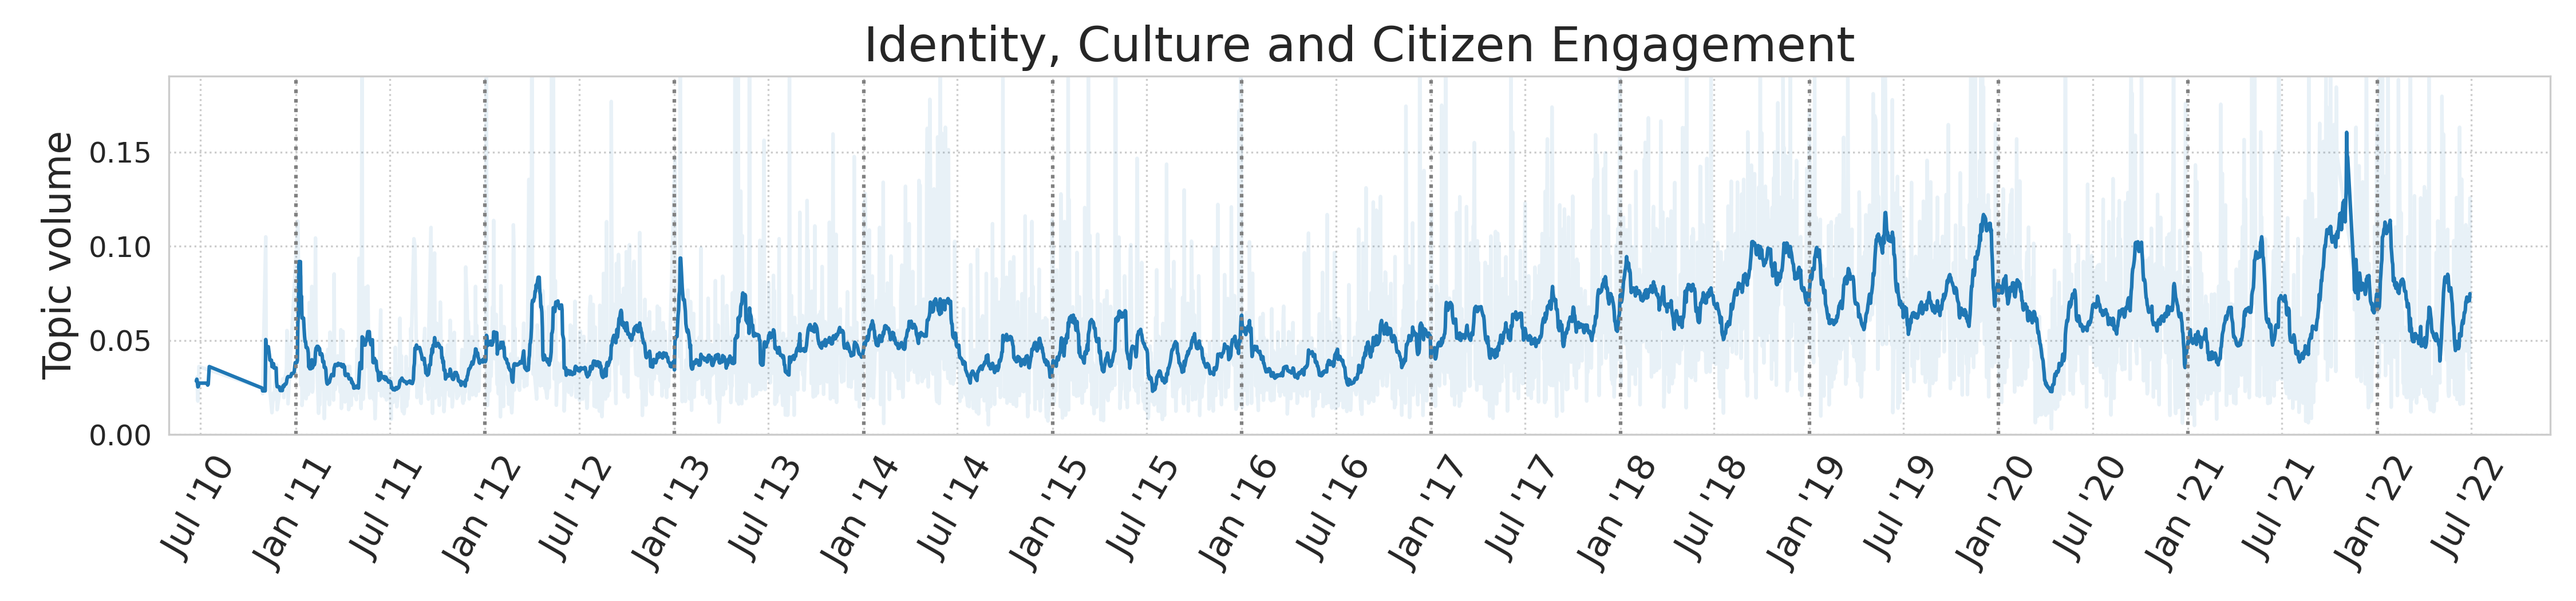 Identity, Culture and Citizen Engagement
Topic volume
0.15
0.10
0.05
0.00
Jul '10
Jan '11
Jul '11
Jan '12
Jul '12
Jan '13
Jul '13
Jan '14
Jul '14
Jan '15
Jul '15
Jan '16
Jul '16
Jan '17
Jul '17
Jan '18
Jul '18
Jan '19
Jul '19
Jan '20
Jul '20
Jan '21
Jul '21
Jan '22
Jul '22